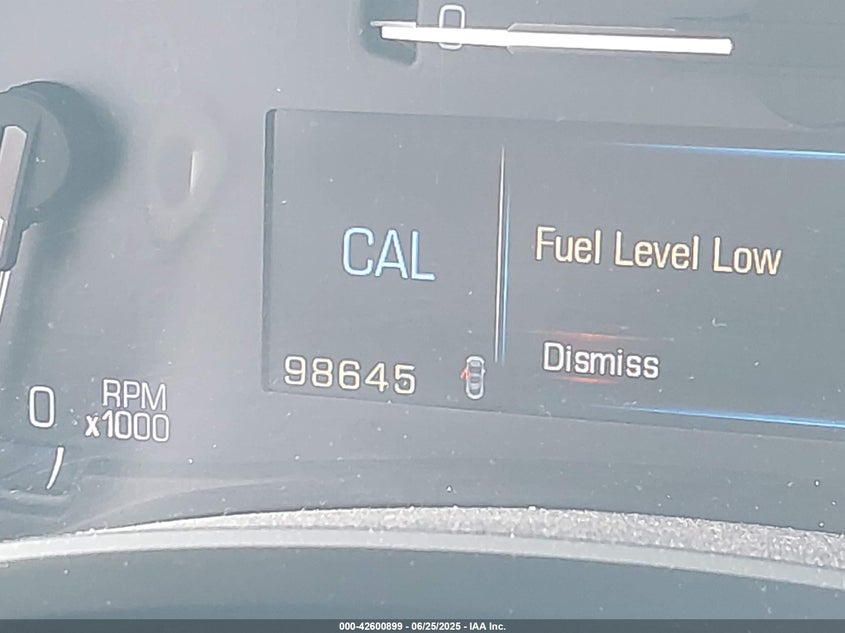 0
CAL
Fuel Level Low
98645
Dismiss
0
RPM
x1000
000-42600899 - 06/25/2025 - IAA Inc.